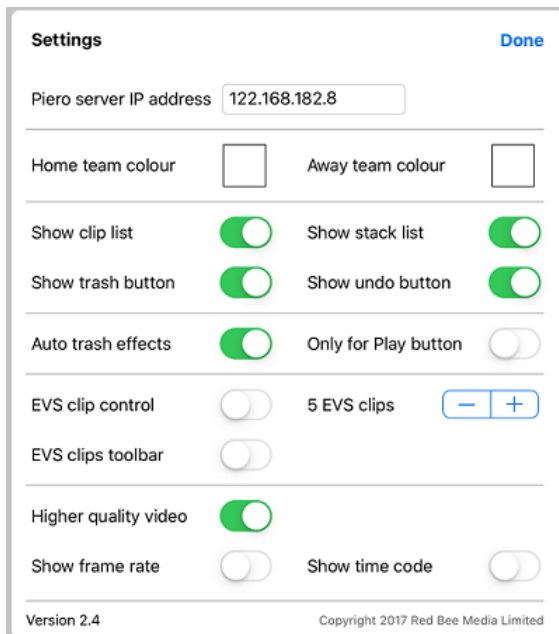 Settings Done
Piero server IP address 122.168.182.8
Home team colour Away team colour
Show clip list Show stack list
Show trash button Show undo button
Auto trash effects Only for Play button
EVS clip control 5 EVS clips − +
EVS clips toolbar
Higher quality video
Show frame rate Show time code
Version 2.4 Copyright 2017 Red Bee Media Limited